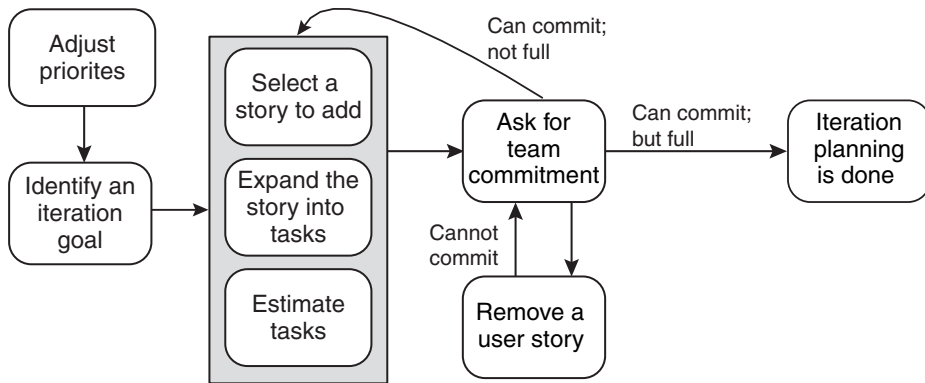 Adjust
priorites
Identify an
iteration
goal
Select a
story to add
Expand the
story into
tasks
Estimate
tasks
Can commit;
not full
Ask for
team
commitment
Cannot
commit
Remove a
user story
Can commit;
but full
Iteration
planning
is done